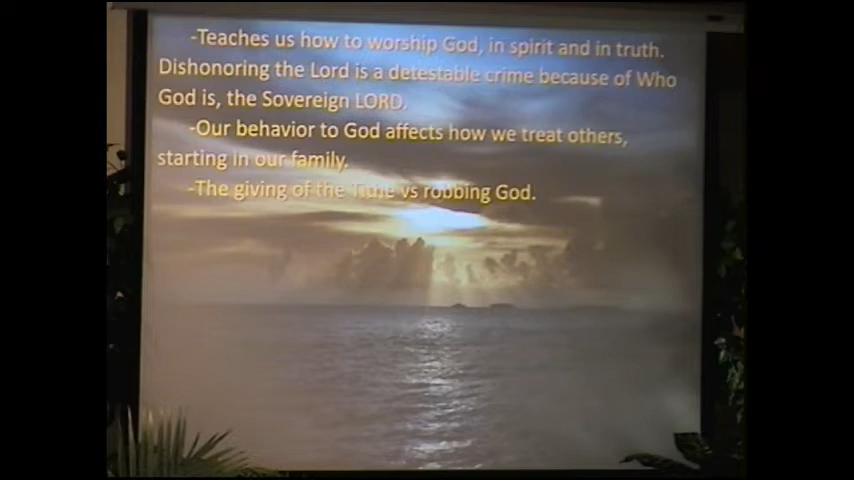 -Teaches us how to worship God, in spirit and in truth.
Dishonoring the Lord is a detestable crime because of Who
God is, the Sovereign LORD.
-Our behavior to God affects how we treat others,
starting in our family.
-The giving of the Tithe vs robbing God.